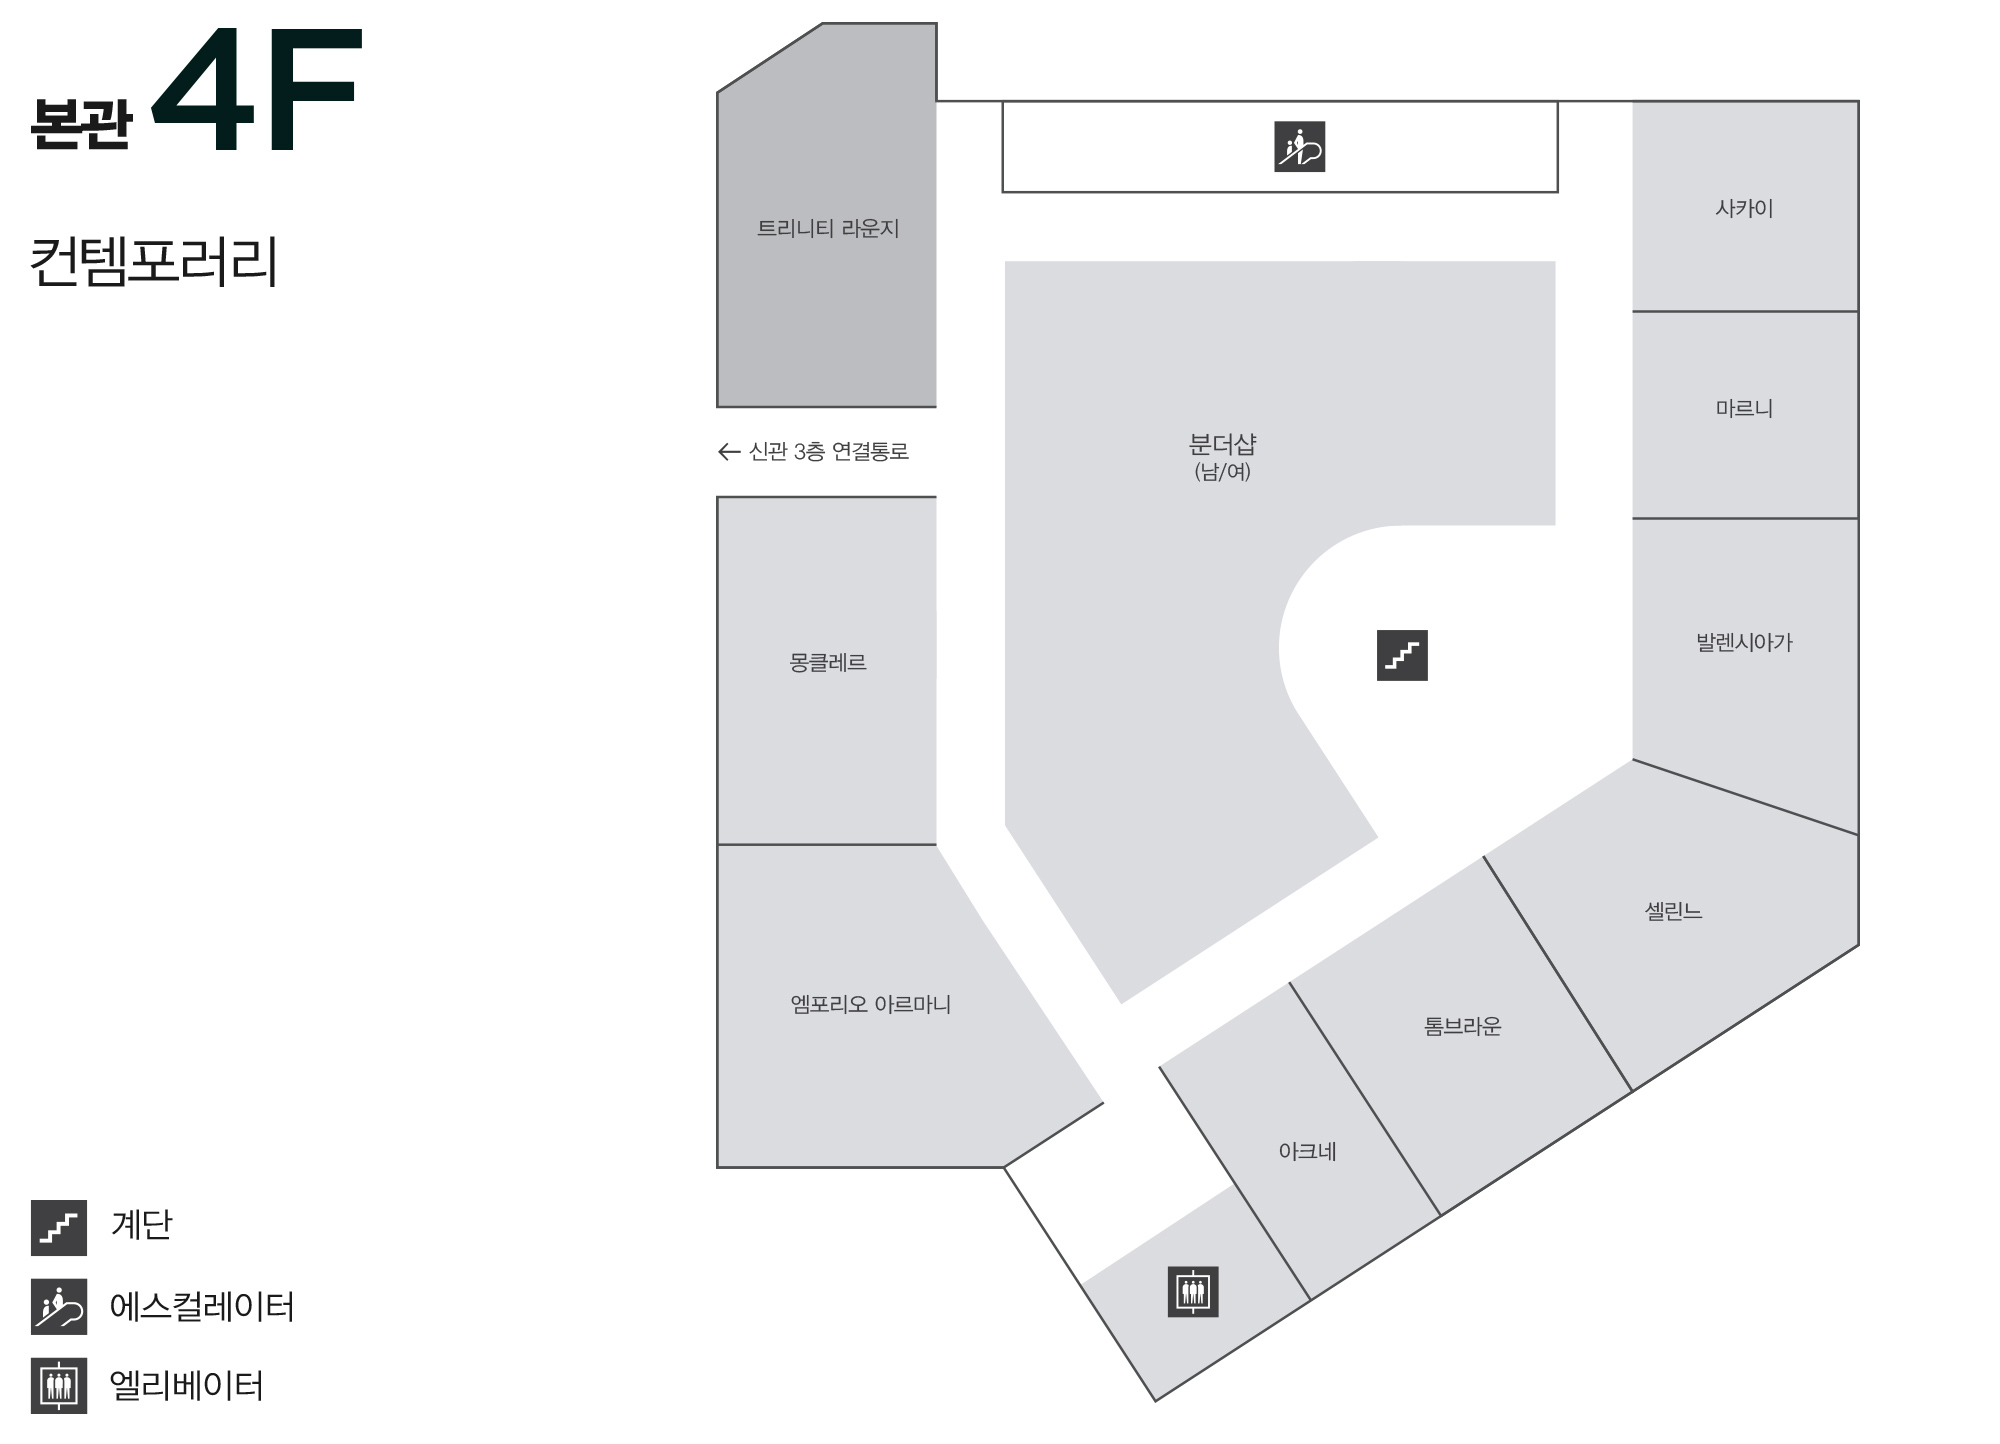 본관 4F
컨템포러리
트리니티 라운지
사카이
마르니
← 신관 3층 연결통로
분더샵
(남/여)
몽클레르
발렌시아가
셀린느
엠포리오 아르마니
톰브라운
아크네
계단
에스컬레이터
엘리베이터